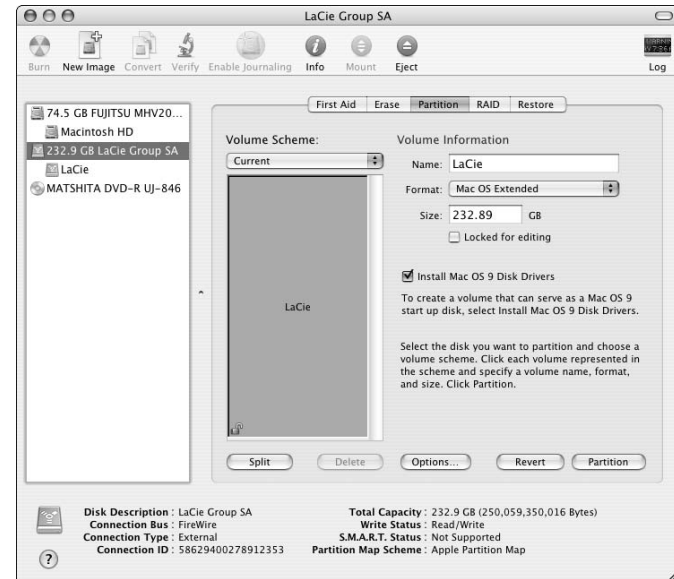 LaCie Group SA
Burn New Image Convert Verify Enable Journaling Info Mount Eject Log
74.5 GB FUJITSU MHV20...
Macintosh HD
232.9 GB LaCie Group SA
LaCie
MATSHITA DVD-R UJ-846
First Aid Erase Partition RAID Restore
Volume Scheme:
Current
LaCie
Volume Information
Name: LaCie
Format: Mac OS Extended
Size: 232.89 GB
Locked for editing
Install Mac OS 9 Disk Drivers
To create a volume that can serve as a Mac OS 9
start up disk, select Install Mac OS 9 Disk Drivers.
Select the disk you want to partition and choose a
volume scheme. Click each volume represented in
the scheme and specify a volume name, format,
and size. Click Partition.
Split Delete Options... Revert Partition
Disk Description : LaCie Group SA
Connection Bus : FireWire
Connection Type : External
Connection ID : 58629400278912353
Total Capacity : 232.9 GB (250,059,350,016 Bytes)
Write Status : Read/Write
S.M.A.R.T. Status : Not Supported
Partition Map Scheme : Apple Partition Map
?